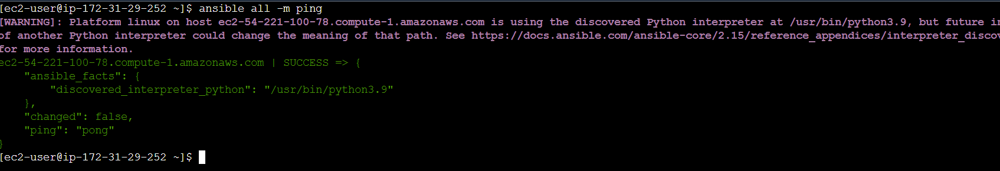 [ec2-user@ip-172-31-29-252 ~]$ ansible all -m ping
[WARNING]: Platform linux on host ec2-54-221-100-78.compute-1.amazonaws.com is using the discovered Python interpreter at /usr/bin/python3.9, but future
of another Python interpreter could change the meaning of that path. See https://docs.ansible.com/ansible-core/2.15/reference_appendices/interpreter_disco
for more information.
ec2-54-221-100-78.compute-1.amazonaws.com | SUCCESS => {
    "ansible_facts": {
        "discovered_interpreter_python": "/usr/bin/python3.9"
    },
    "changed": false,
    "ping": "pong"
}
[ec2-user@ip-172-31-29-252 ~]$